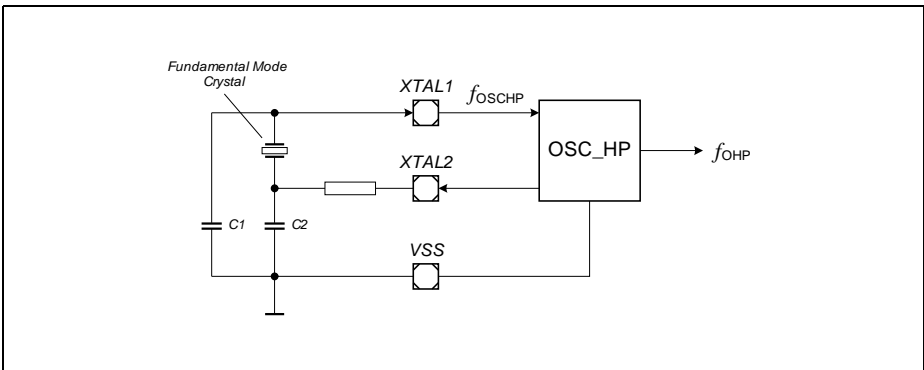 Fundamental Mode
Crystal
XTAL1
fOSCHP
OSC_HP
fOHP
XTAL2
C1
C2
VSS